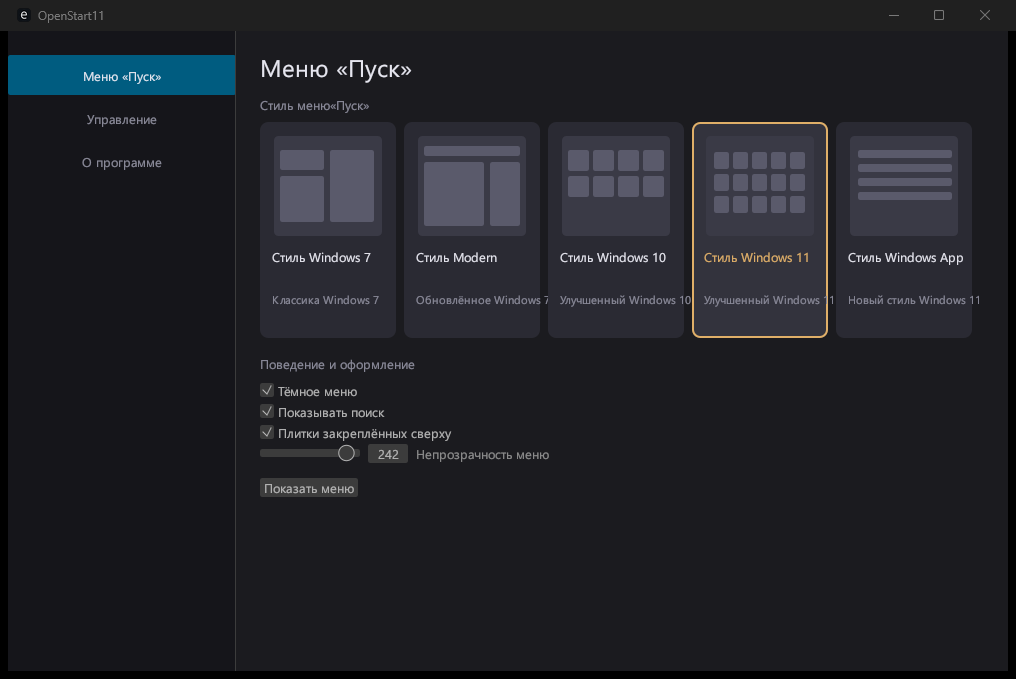 e OpenStart11
Меню «Пуск»
Управление
О программе
Меню «Пуск»
Стиль меню«Пуск»
Стиль Windows 7
Классика Windows 7
Стиль Modern
Обновлённое Windows 7
Стиль Windows 10
Улучшенный Windows 10
Стиль Windows 11
Улучшенный Windows 11
Стиль Windows App
Новый стиль Windows 11
Поведение и оформление
Тёмное меню
Показывать поиск
Плитки закреплённых сверху
242 Непрозрачность меню
Показать меню